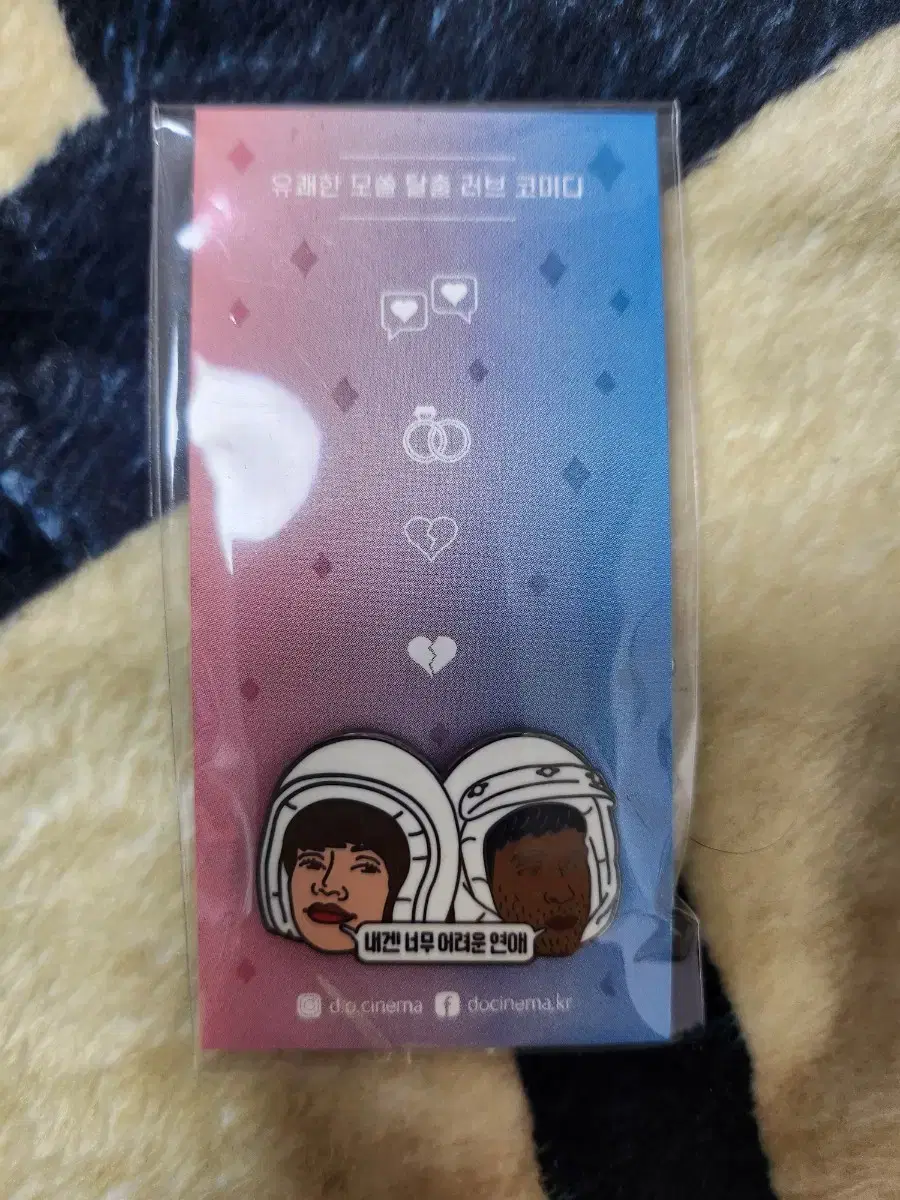 유쾌한 모쏠 탈출 러브 코미디
내겐 너무 어려운 연애
d.p.cinema docinema.kr